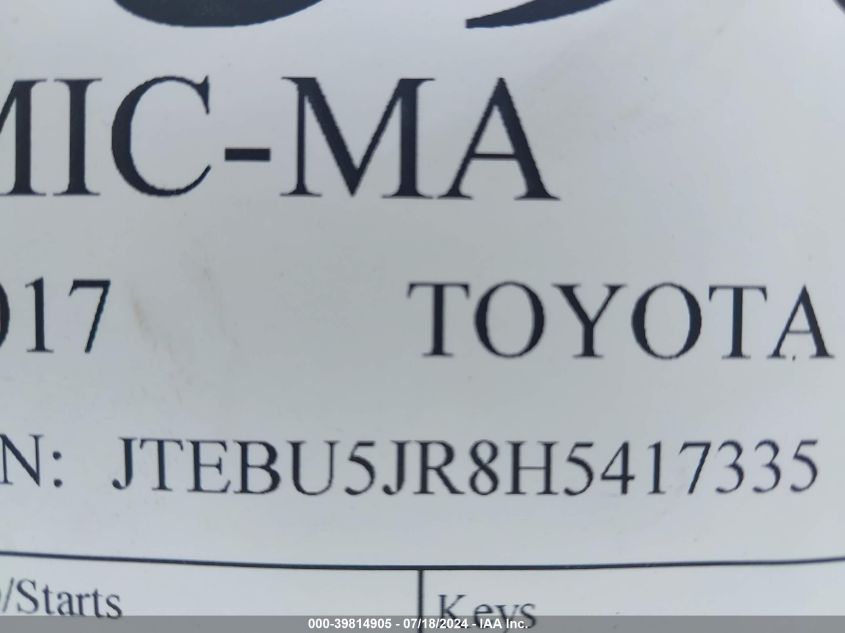 MIC-MA
017 TOYOTA
N: JTEBU5JR8H5417335
/Starts Keys
000-39814905 - 07/18/2024 - IAA Inc.